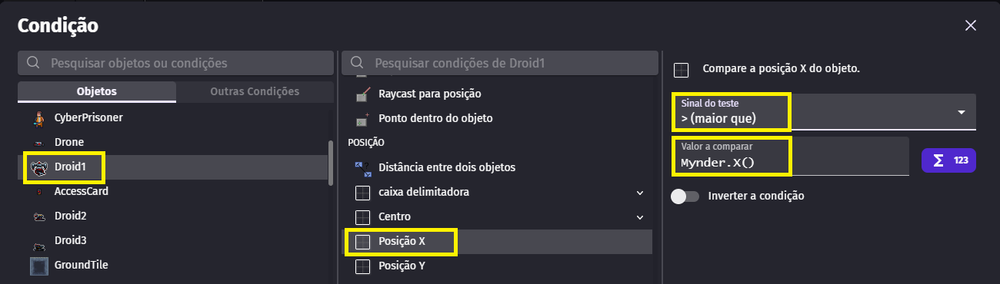 Condição
Pesquisar objetos ou condições
Objetos
Outras Condições
CyberPrisoner
Drone
Droid1
AccessCard
Droid2
Droid3
GroundTile
Pesquisar condições de Droid1
Raycast para posição
Ponto dentro do objeto
POSIÇÃO
Distância entre dois objetos
caixa delimitadora
Centro
Posição X
Posição Y
Compare a posição X do objeto.
Sinal do teste
> (maior que)
Valor a comparar
Mynder.X()
Σ 123
Inverter a condição